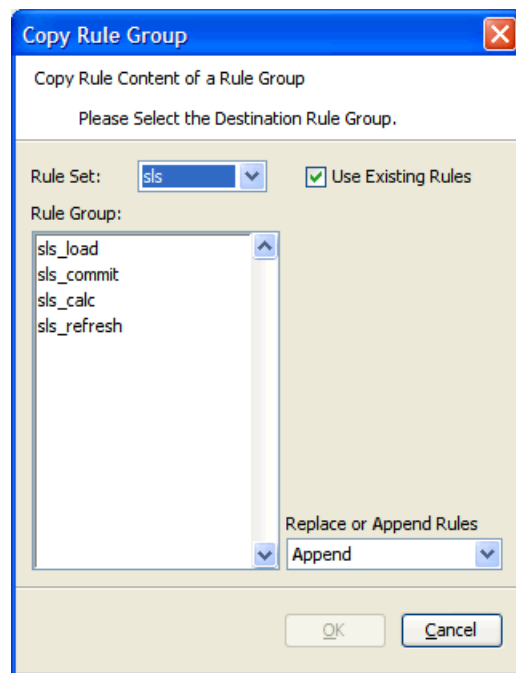 Copy Rule Group
Copy Rule Content of a Rule Group
Please Select the Destination Rule Group.
Rule Set: sls Use Existing Rules
Rule Group:
sls_load
sls_commit
sls_calc
sls_refresh
Replace or Append Rules
Append
OK Cancel